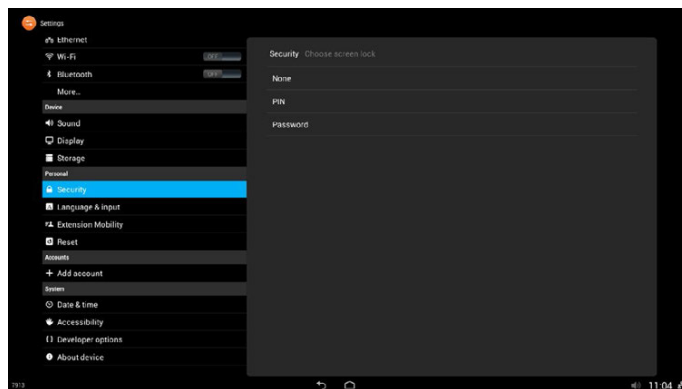 Settings
Ethernet
Wi-Fi OFF
Bluetooth OFF
More...
Device
Sound
Display
Storage
Personal
Security
Language & input
Extension Mobility
Reset
Accounts
Add account
System
Date & time
Accessibility
Developer options
About device
Security Choose screen lock
None
PIN
Password
7913
11:04